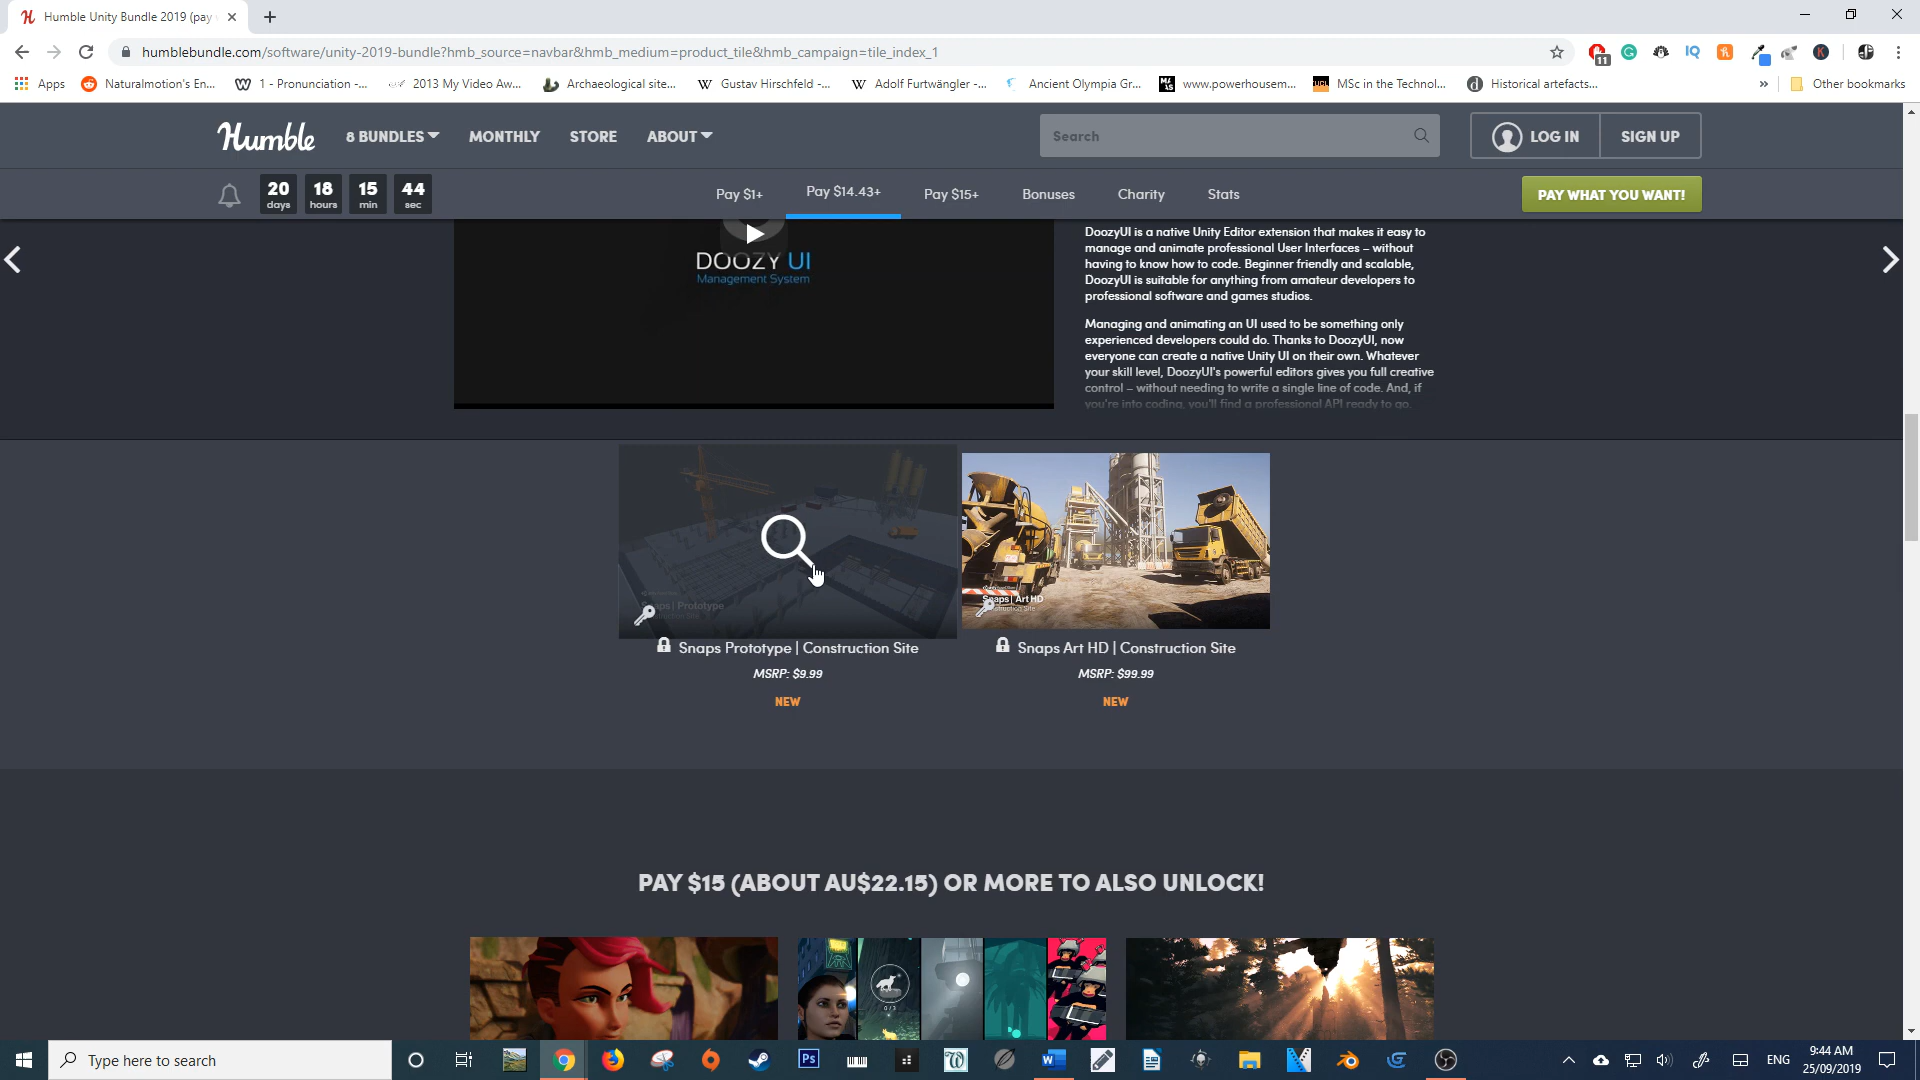 Humble Unity Bundle 2019 (pay
humblebundle.com/software/unity-2019-bundle?hmb_source=navbar&hmb_medium=product_tile&hmb_campaign=tile_index_1
11
Apps
Naturalmotion's En...
1 - Pronunciation -...
2013 My Video Aw...
Archaeological site...
Gustav Hirschfeld -...
Adolf Furtwängler -...
Ancient Olympia Gr...
www.powerhousem...
MSc in the Technol...
Historical artefacts...
»
Other bookmarks
Humble
8 BUNDLES
MONTHLY
STORE
ABOUT
Search
LOG IN
SIGN UP
20 days
18 hours
15 min
44 sec
Pay $1+
Pay $14.43+
Pay $15+
Bonuses
Charity
Stats
PAY WHAT YOU WANT!
DOOZY UI
Management System
DoozyUI is a native Unity Editor extension that makes it easy to
manage and animate professional User Interfaces – without
having to know how to code. Beginner friendly and scalable,
DoozyUI is suitable for anything from amateur developers to
professional software and games studios.
Managing and animating an UI used to be something only
experienced developers could do. Thanks to DoozyUI, now
everyone can create a native Unity UI on their own. Whatever
your skill level, DoozyUI's powerful editors gives you full creative
control – without needing to write a single line of code. And, if
you're into coding, you'll find a professional API ready to go.
Snaps | Art HD
Snaps Prototype | Construction Site
MSRP: $9.99
NEW
Snaps Art HD | Construction Site
MSRP: $99.99
NEW
PAY $15 (ABOUT AU$22.15) OR MORE TO ALSO UNLOCK!
Type here to search
Ps
ENG
9:44 AM
25/09/2019